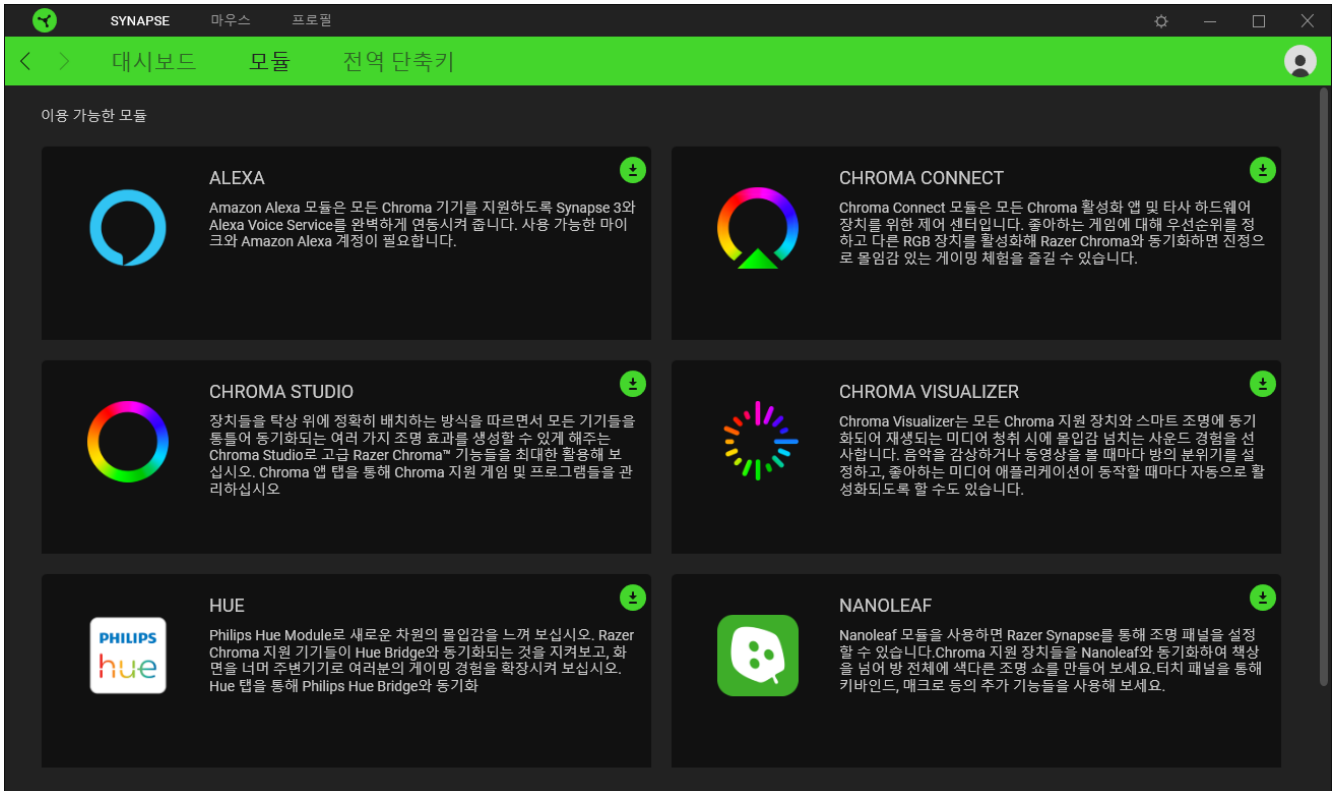 SYNAPSE 마우스 프로필
대시보드 모듈 전역 단축키
이용 가능한 모듈
ALEXA
Amazon Alexa 모듈은 모든 Chroma 기기를 지원하도록 Synapse 3와
Alexa Voice Service를 완벽하게 연동시켜 줍니다. 사용 가능한 마이
크와 Amazon Alexa 계정이 필요합니다.
CHROMA CONNECT
Chroma Connect 모듈은 모든 Chroma 활성화 앱 및 타사 하드웨어
장치를 위한 제어 센터입니다. 좋아하는 게임에 대해 우선순위를 정
하고 다른 RGB 장치를 활성화해 Razer Chroma와 동기화하면 진정으
로 몰입감 있는 게이밍 체험을 즐길 수 있습니다.
CHROMA STUDIO
장치들을 탁상 위에 정확히 배치하는 방식을 따르면서 모든 기기들을
통틀어 동기화되는 여러 가지 조명 효과를 생성할 수 있게 해주는
Chroma Studio로 고급 Razer Chroma™ 기능들을 최대한 활용해 보
십시오. Chroma 앱 탭을 통해 Chroma 지원 게임 및 프로그램들을 관
리하십시오
CHROMA VISUALIZER
Chroma Visualizer는 모든 Chroma 지원 장치와 스마트 조명에 동기
화되어 재생되는 미디어 청취 시에 몰입감 넘치는 사운드 경험을 선
사합니다. 음악을 감상하거나 동영상을 볼 때마다 방의 분위기를 설
정하고, 좋아하는 미디어 애플리케이션이 동작할 때마다 자동으로 활
성화되도록 할 수도 있습니다.
PHILIPS
hue
HUE
Philips Hue Module로 새로운 차원의 몰입감을 느껴 보십시오. Razer
Chroma 지원 기기들이 Hue Bridge와 동기화되는 것을 지켜보고, 화
면을 너머 주변기기로 여러분의 게이밍 경험을 확장시켜 보십시오.
Hue 탭을 통해 Philips Hue Bridge와 동기화
NANOLEAF
Nanoleaf 모듈을 사용하면 Razer Synapse를 통해 조명 패널을 설정
할 수 있습니다.Chroma 지원 장치들을 Nanoleaf와 동기화하여 책상
을 넘어 방 전체에 색다른 조명 쇼를 만들어 보세요.터치 패널을 통해
키바인드, 매크로 등의 추가 기능들을 사용해 보세요.